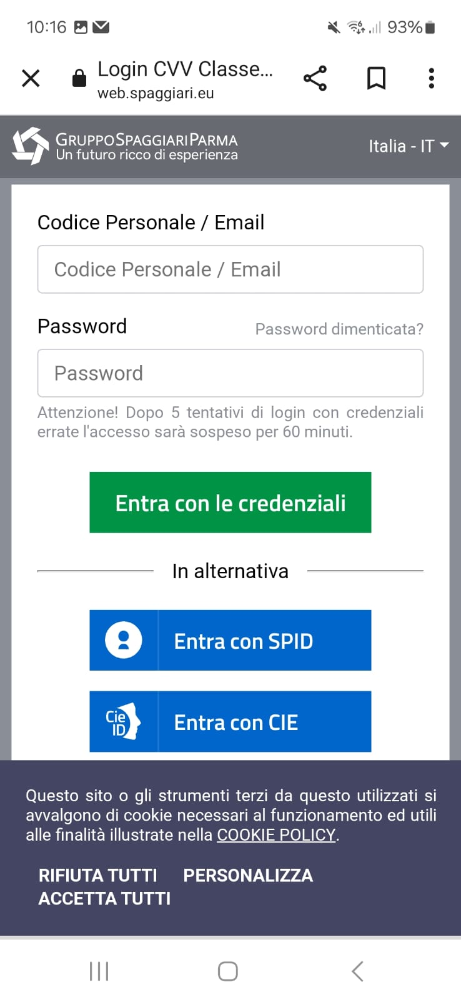 10:16 93%
Login CVV Classe...
web.spaggiari.eu
GRUPPOSPAGGIARIPARMA
Un futuro ricco di esperienza
Italia - IT
Codice Personale / Email
Codice Personale / Email
Password Password dimenticata?
Password
Attenzione! Dopo 5 tentativi di login con credenziali
errate l'accesso sarà sospeso per 60 minuti.
Entra con le credenziali
In alternativa
Entra con SPID
Cie
ID
Entra con CIE
Questo sito o gli strumenti terzi da questo utilizzati si
avvalgono di cookie necessari al funzionamento ed utili
alle finalità illustrate nella COOKIE POLICY.
RIFIUTA TUTTI PERSONALIZZA
ACCETTA TUTTI